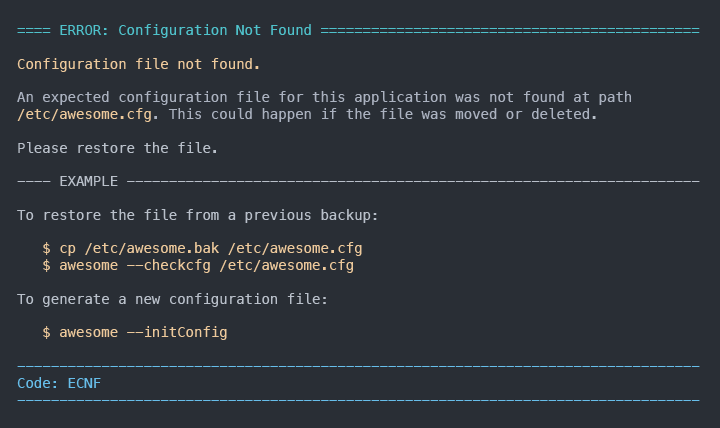 ==== ERROR: Configuration Not Found =============================================
Configuration file not found.
An expected configuration file for this application was not found at path
/etc/awesome.cfg. This could happen if the file was moved or deleted.
Please restore the file.
―――― EXAMPLE ――――――――――――――――――――――――――――――――――――――――――――――――――――――――――――――――――――
To restore the file from a previous backup:
$ cp /etc/awesome.bak /etc/awesome.cfg
$ awesome --checkcfg /etc/awesome.cfg
To generate a new configuration file:
$ awesome --initConfig
―――――――――――――――――――――――――――――――――――――――――――――――――――――――――――――――――――――――――――――――――
Code: ECNF
―――――――――――――――――――――――――――――――――――――――――――――――――――――――――――――――――――――――――――――――――